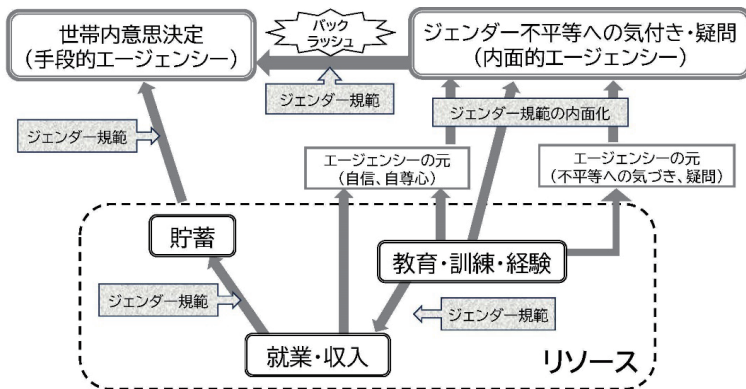 世帯内意思決定
（手段的エージェンシー）
バック
ラッシュ
ジェンダー不平等への気付き・疑問
（内面的エージェンシー）
ジェンダー規範
ジェンダー規範の内面化
ジェンダー規範
エージェンシーの元
（自信、自尊心）
エージェンシーの元
（不平等への気づき、疑問）
貯蓄
教育・訓練・経験
ジェンダー規範
ジェンダー規範
就業・収入
リソース